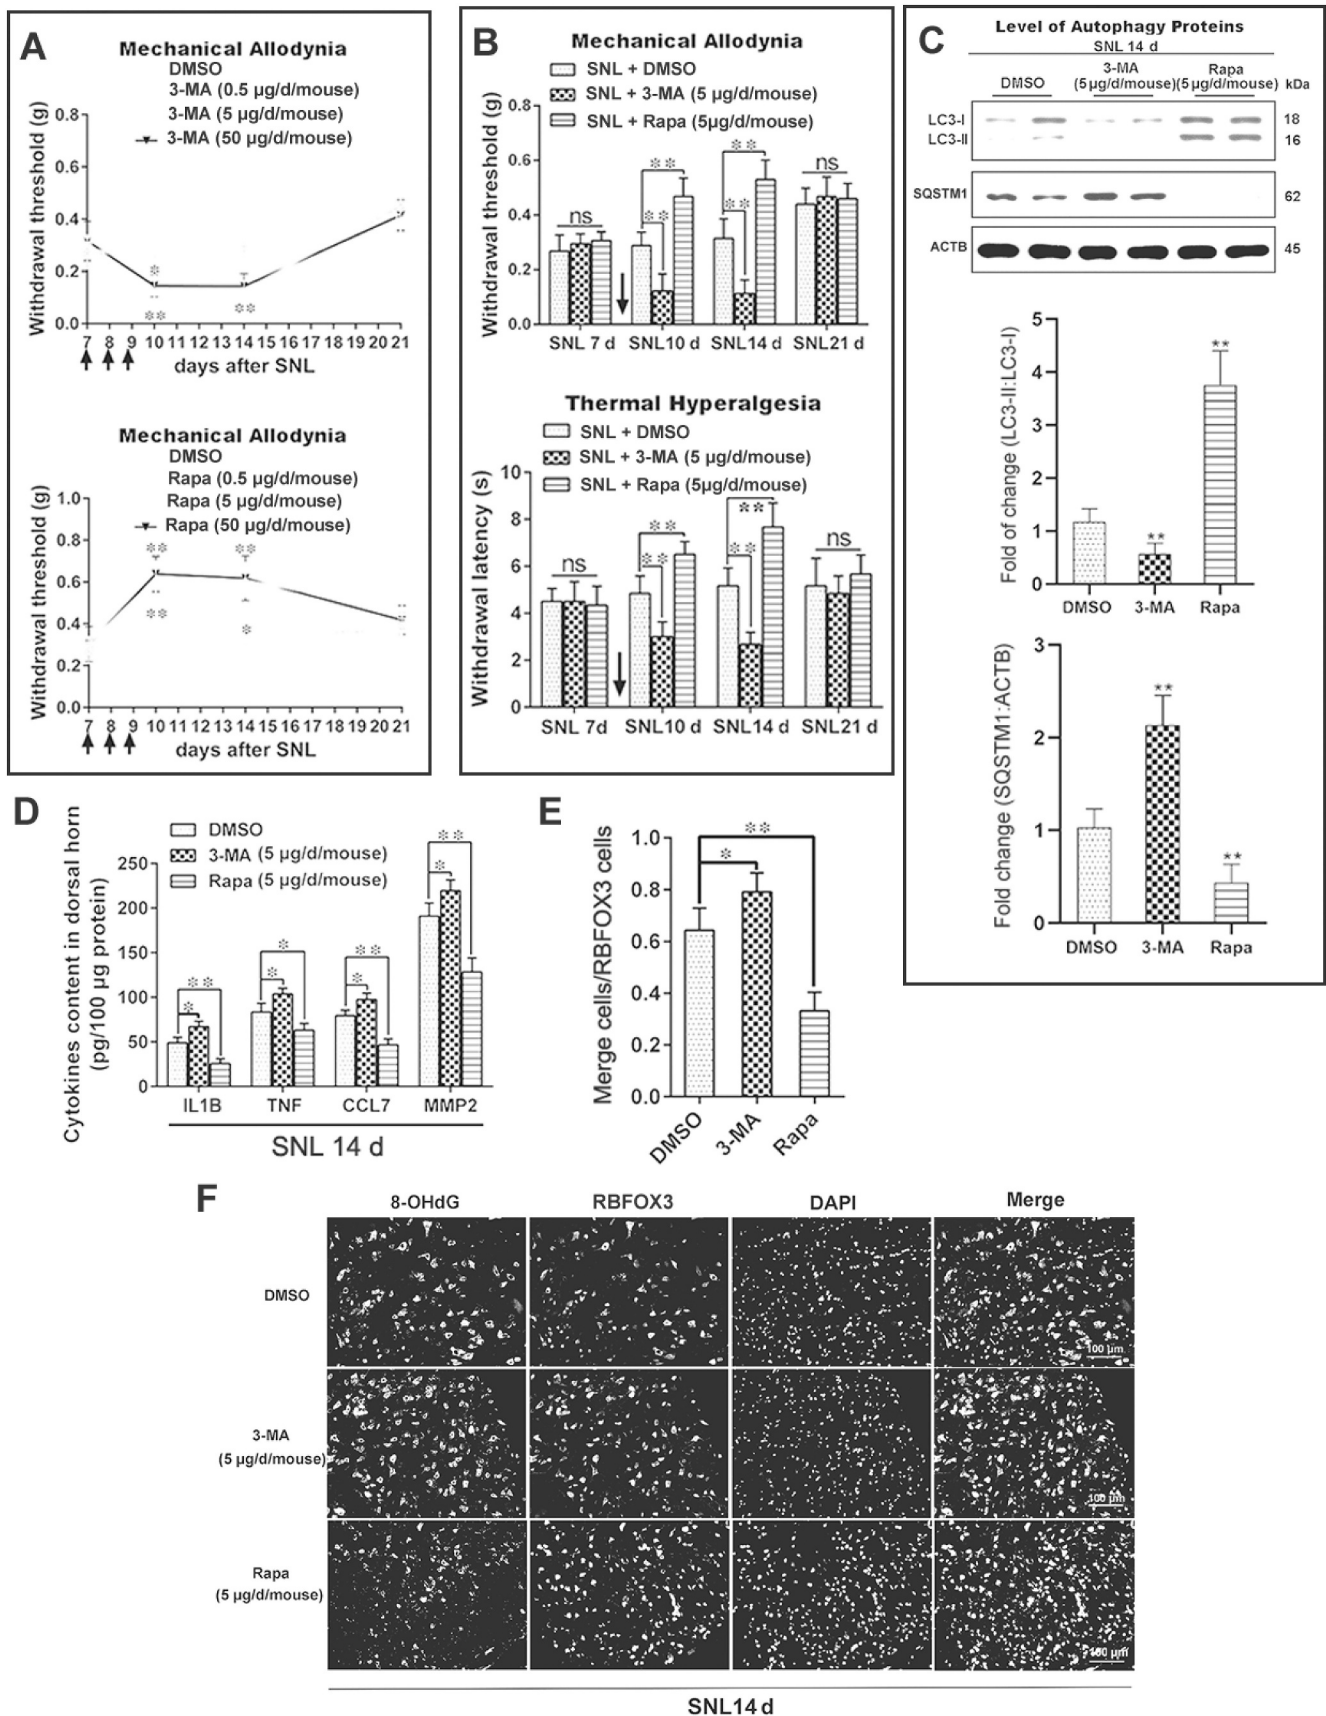 A
Mechanical Allodynia
DMSO
3-MA (0.5 µg/d/mouse)
3-MA (5 µg/d/mouse)
3-MA (50 µg/d/mouse)
Withdrawal threshold (g)
0.8
0.6
0.4
0.2
0.0
*
**
**
7 8 9 10 11 12 13 14 15 16 17 18 19 20 21
days after SNL
Mechanical Allodynia
DMSO
Rapa (0.5 µg/d/mouse)
Rapa (5 µg/d/mouse)
Rapa (50 µg/d/mouse)
Withdrawal threshold (g)
1.0
0.8
0.6
0.4
0.2
0.0
** **
** *
7 8 9 10 11 12 13 14 15 16 17 18 19 20 21
days after SNL
B
Mechanical Allodynia
SNL + DMSO
SNL + 3-MA (5 µg/d/mouse)
SNL + Rapa (5µg/d/mouse)
Withdrawal threshold (g)
0.8
0.6
0.4
0.2
0.0
ns ** ** ** ** ns
SNL 7 d SNL10 d SNL14 d SNL21 d
Thermal Hyperalgesia
SNL + DMSO
SNL + 3-MA (5 µg/d/mouse)
SNL + Rapa (5µg/d/mouse)
Withdrawal latency (s)
10
8
6
4
2
0
ns ** ** ** ** ns
SNL 7d SNL10 d SNL14 d SNL21 d
C
Level of Autophagy Proteins
SNL 14 d
DMSO 3-MA (5µg/d/mouse) Rapa (5µg/d/mouse) kDa
LC3-I 18
LC3-II 16
SQSTM1 62
ACTB 45
Fold of change (LC3-II:LC3-I)
5
4
3
2
1
0
** **
DMSO 3-MA Rapa
Fold change (SQSTM1:ACTB)
3
2
1
0
** **
DMSO 3-MA Rapa
D
DMSO
3-MA (5 µg/d/mouse)
Rapa (5 µg/d/mouse)
Cytokines content in dorsal horn
(pg/100 µg protein)
250
200
150
100
50
0
* ** * * * ** * **
IL1B TNF CCL7 MMP2
SNL 14 d
E
Merge cells/RBFOX3 cells
1.0
0.8
0.6
0.4
0.2
0.0
* **
DMSO 3-MA Rapa
F
8-OHdG RBFOX3 DAPI Merge
DMSO
100 µm
3-MA
(5 µg/d/mouse)
100 µm
Rapa
(5 µg/d/mouse)
100 µm
SNL14 d